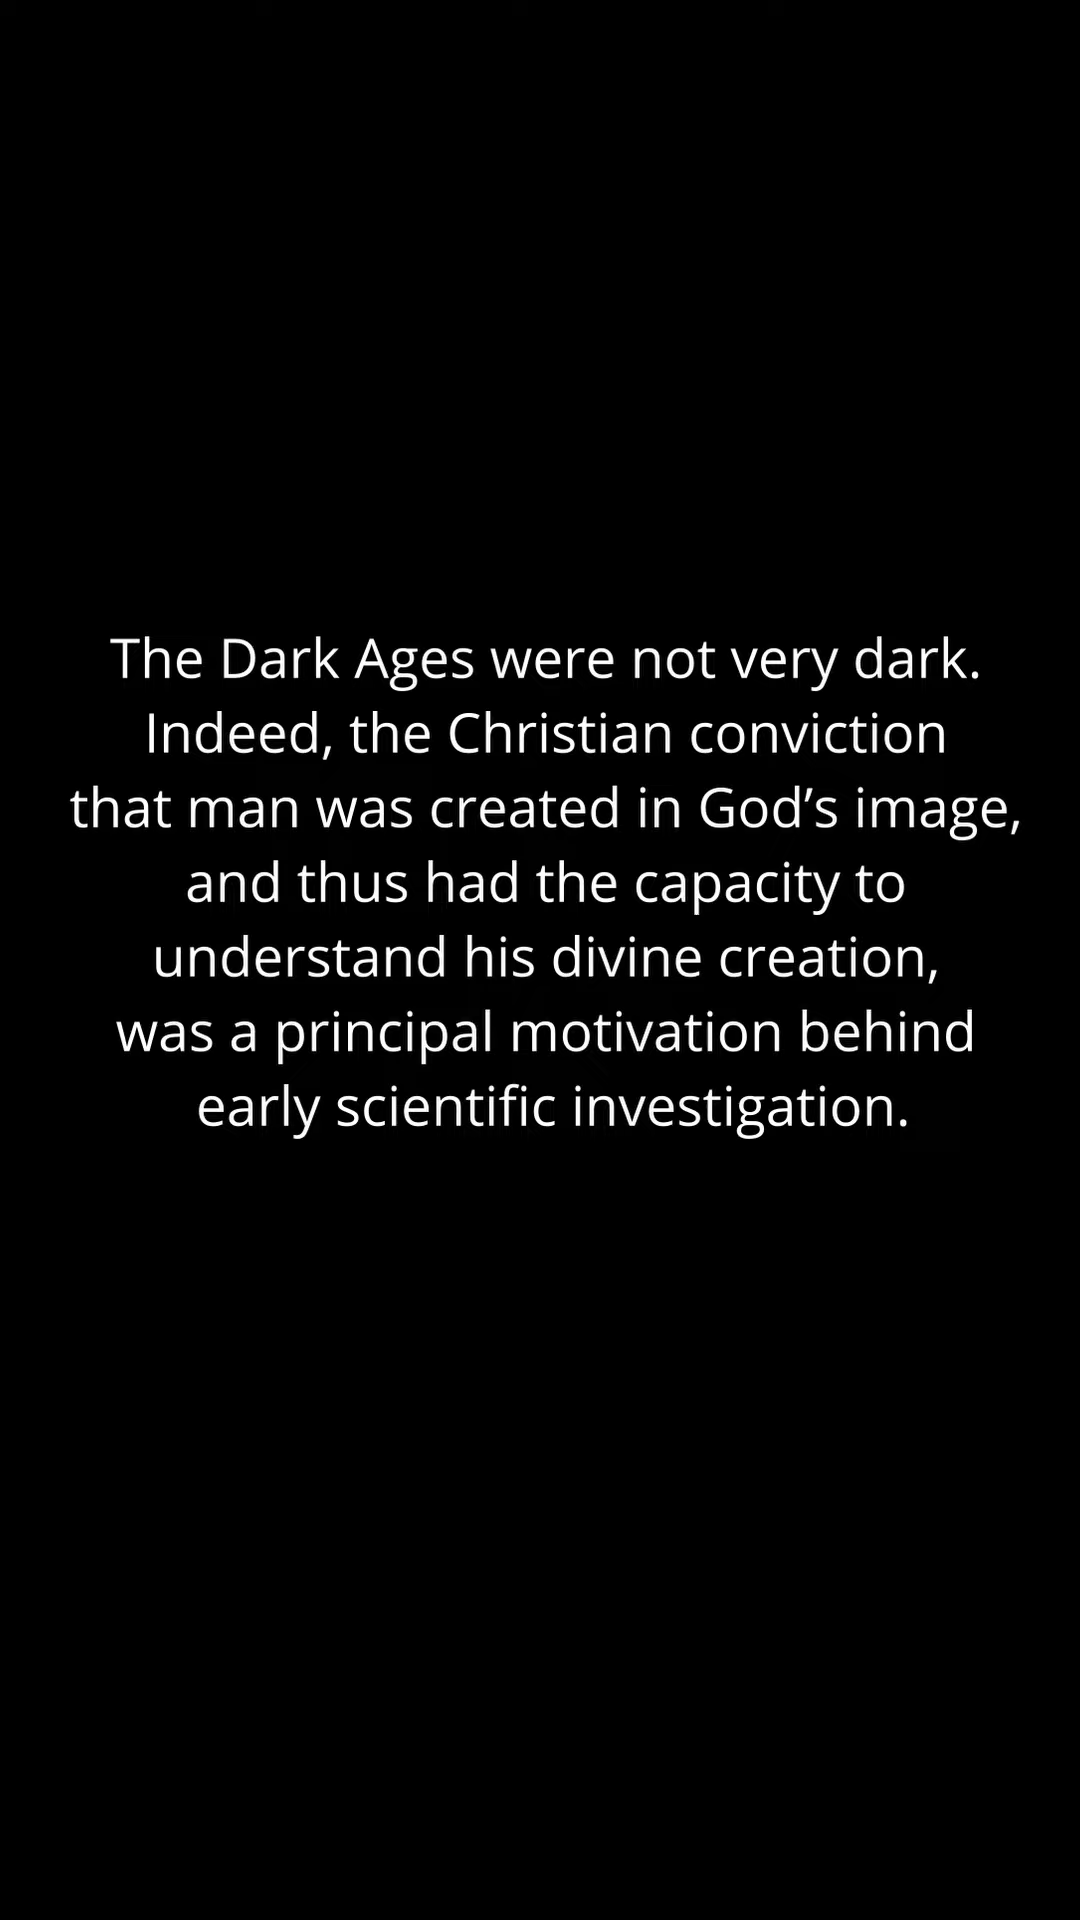 The Dark Ages were not very dark.
Indeed, the Christian conviction
that man was created in God’s image,
and thus had the capacity to
understand his divine creation,
was a principal motivation behind
early scientific investigation.